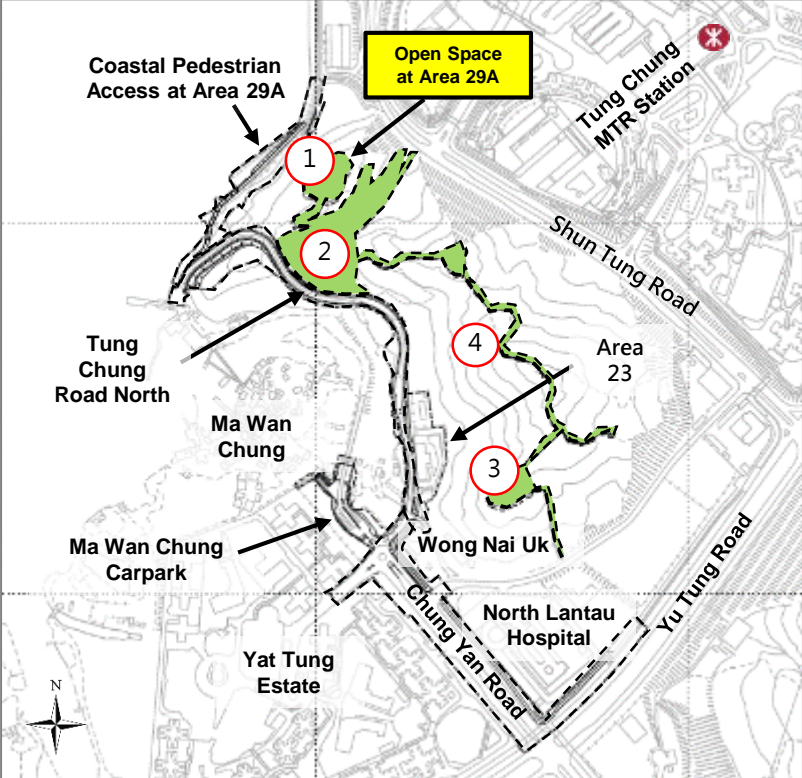 Coastal Pedestrian
Access at Area 29A
Open Space
at Area 29A
Tung Chung
MTR Station
1
2
Shun Tung Road
Tung
Chung
Road North
4
Area
23
Ma Wan
Chung
3
Ma Wan Chung
Carpark
Wong Nai Uk
Chung Yan Road
North Lantau
Hospital
Yu Tung Road
Yat Tung
Estate
N